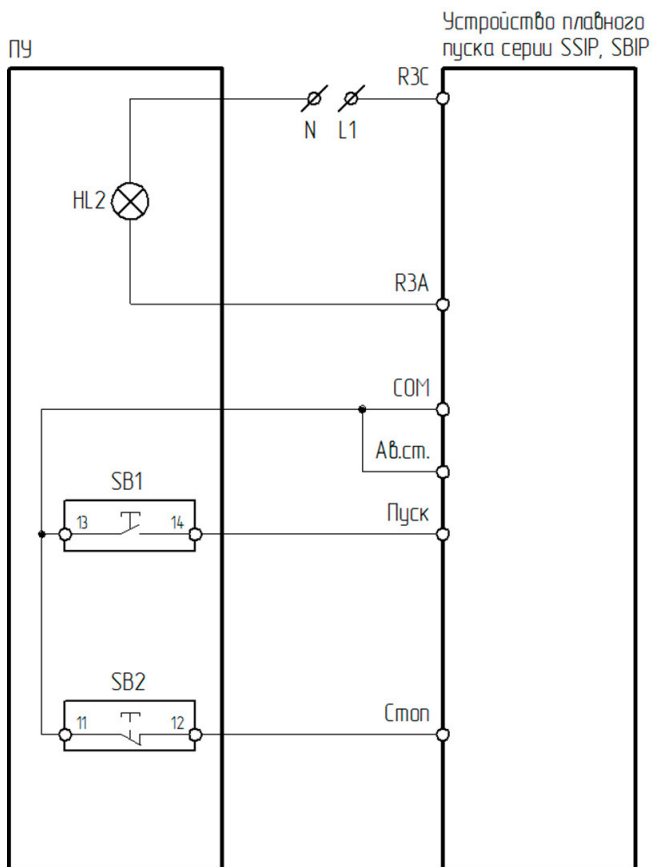 Устройство плавного
пуска серии SSIP, SBIP
ПУ
R3C
N L1
HL2
R3A
COM
Ав.ст.
SB1
Пуск
13 14
SB2
Стоп
11 12